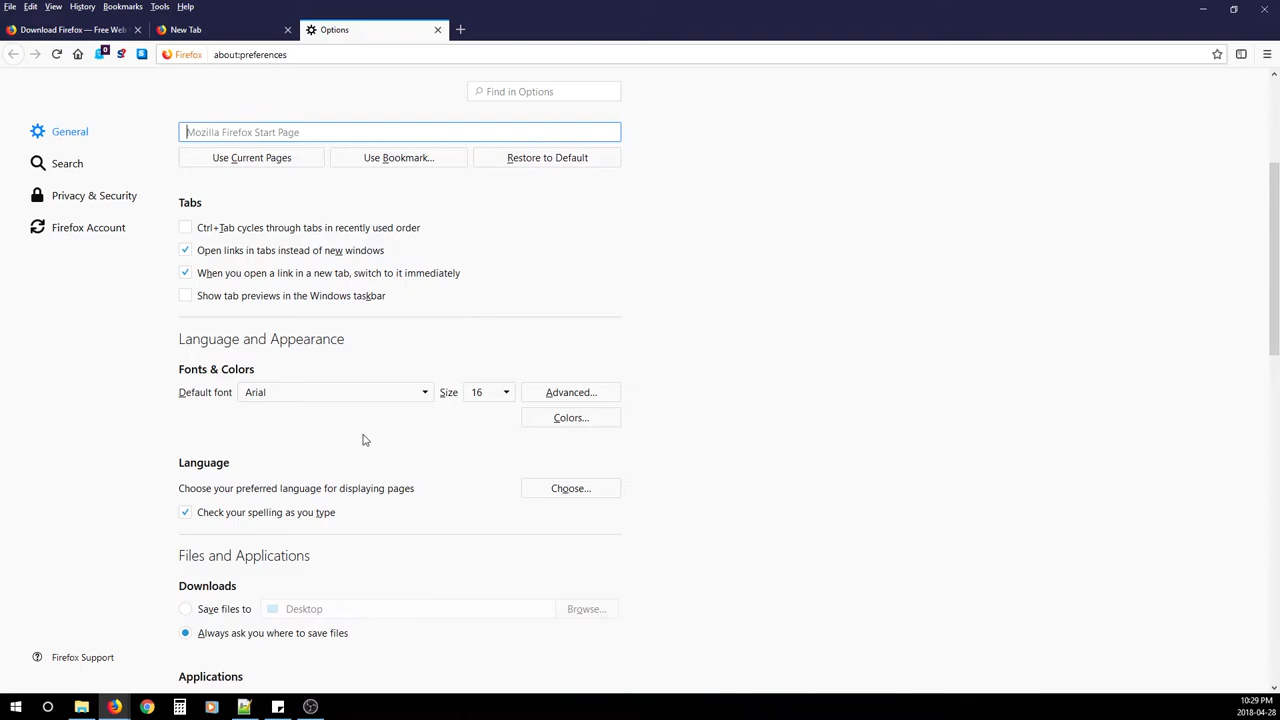 File Edit View History Bookmarks Tools Help
Download Firefox — Free Web
New Tab
Options
Firefox about:preferences
Find in Options
General
Search
Privacy & Security
Firefox Account
Mozilla Firefox Start Page
Use Current Pages Use Bookmark... Restore to Default
Tabs
Ctrl+Tab cycles through tabs in recently used order
Open links in tabs instead of new windows
When you open a link in a new tab, switch to it immediately
Show tab previews in the Windows taskbar
Language and Appearance
Fonts & Colors
Default font Arial Size 16 Advanced...
Colors...
Language
Choose your preferred language for displaying pages Choose...
Check your spelling as you type
Files and Applications
Downloads
Save files to Desktop Browse...
Always ask you where to save files
Applications
Firefox Support
0
10:29 PM
2018-04-28